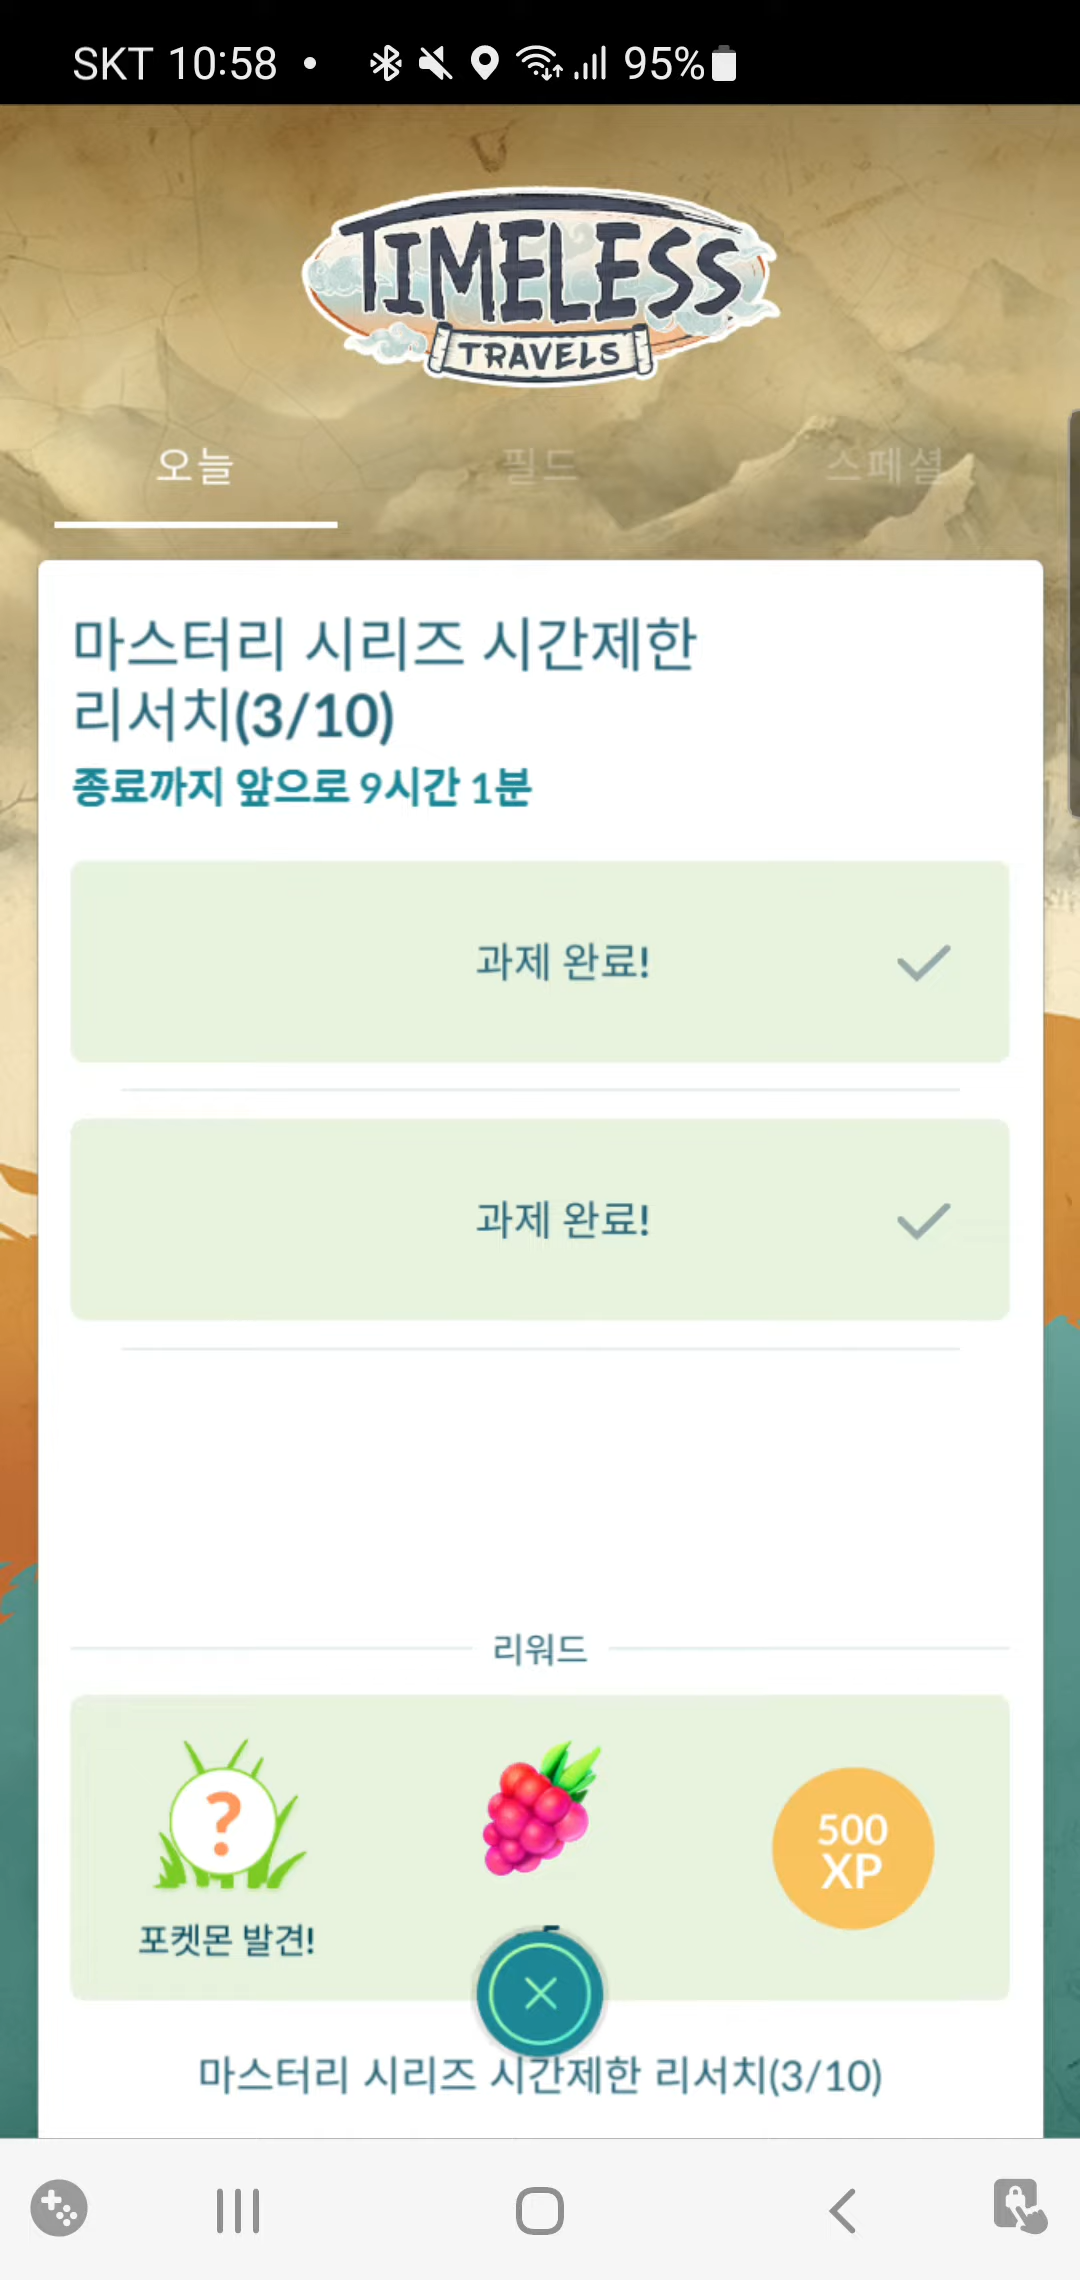 SKT 10:58 • 95%
TIMELESS
TRAVELS
오늘
필드
스페셜
마스터리 시리즈 시간제한
리서치(3/10)
종료까지 앞으로 9시간 1분
과제 완료!
과제 완료!
리워드
?
500
XP
포켓몬 발견!
마스터리 시리즈 시간제한 리서치(3/10)